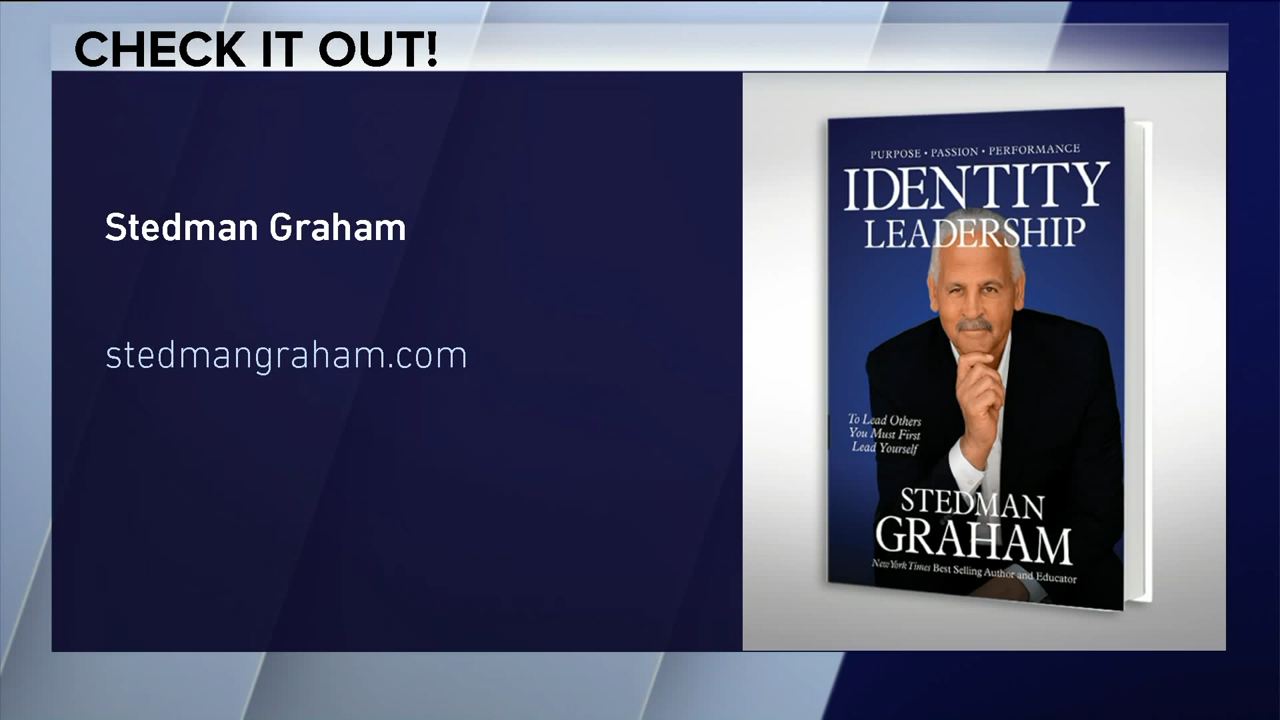 CHECK IT OUT!
Stedman Graham
stedmangraham.com
PURPOSE • PASSION • PERFORMANCE
IDENTITY
LEADERSHIP
To Lead Others
You Must First
Lead Yourself
STEDMAN
GRAHAM
New York Times Best Selling Author and Educator